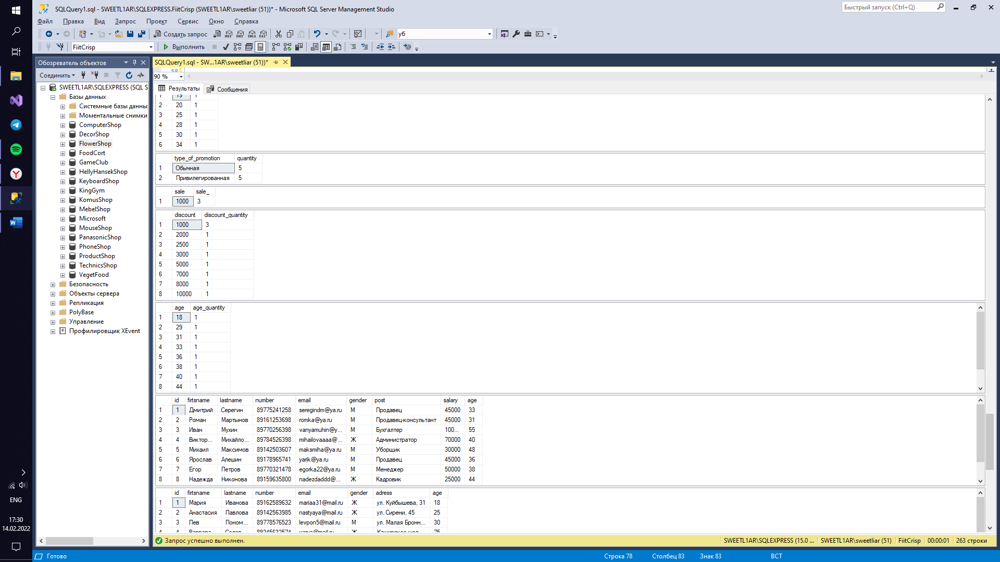 SQLQuery1.sql - SWEETL1AR\SQLEXPRESS.FiitCrisp (SWEETL1AR\sweetliar (51))* - Microsoft SQL Server Management Studio
Быстрый запуск (Ctrl+Q)
Файл Правка Вид Запрос Проект Сервис Окно Справка
Создать запрос MDX DMX XMLA DAX у6
FiitCrisp Выполнить
Обозреватель объектов
SQLQuery1.sql - SW...1AR\sweetliar (51))*
Соединить
58
90 %
Результаты Сообщения
SWEETL1AR\SQLEXPRESS (SQL S
Базы данных
Системные базы данны
Моментальные снимки
ComputerShop
DecorShop
FlowerShop
FoodCort
GameClub
HellyHansekShop
KeyboardShop
KingGym
KomusShop
MebelShop
Microsoft
MouseShop
PanasonicShop
PhoneShop
ProductShop
TechnicsShop
VegetFood
Безопасность
Объекты сервера
Репликация
PolyBase
Управление
Профилировщик XEvent
1 19 1
2 20 1
3 25 1
4 28 1
5 30 1
6 34 1
type_of_promotion quantity
1 Обычная 5
2 Привилегированная 5
sale sale_
1 1000 3
discount discount_quantity
1 1000 3
2 2000 1
3 2500 1
4 3000 1
5 5000 1
6 7000 1
7 8000 1
8 10000 1
age age_quantity
1 18 1
2 29 1
3 31 1
4 33 1
5 36 1
6 38 1
7 40 1
8 44 1
id firtsname lastname number email gender post salary age
1 1 Дмитрий Серегин 89775241258 seregindm@ya.ru М Продавец 45000 33
2 2 Роман Мартынов 89161253698 romka@ya.ru М Продавец-консультант 45000 31
3 3 Иван Мухин 89770256398 vanyamuhin@y... М Бухгалтер 100... 55
4 4 Виктор... Михайло... 89784526398 mihailovaaaa@... Ж Администратор 70000 40
5 5 Михаил Максимов 89142503607 maksmiha@ya.ru М Уборщик 30000 48
6 6 Ярослав Алешин 89178965741 yarik@ya.ru М Продавец 45000 36
7 7 Егор Петров 89770321478 egorka22@ya.ru М Менеджер 50000 38
8 8 Надежда Никонова 89159635800 nadezdaddd@... Ж Кадровик 25000 44
id firtsname lastname number email gender adress age
1 1 Мария Иванова 89162589632 mariaa31@mail.ru Ж ул. Куйбышева, 31 18
2 2 Анастасия Павлова 89142563985 nastyaya@mail.ru Ж ул. Сирени, 45 25
3 3 Лев Поном... 89778576523 levpon5@mail.ru М ул. Малая Бронн... 30
4 4 Варвара 89245632574 varya@mail.ru Ж 75
Запрос успешно выполнен.
SWEETL1AR\SQLEXPRESS (15.0 ... SWEETL1AR\sweetliar (51) FiitCrisp 00:00:01 263 строки
Готово Строка 78 Столбец 83 Знак 83 ВСТ
ENG
17:30
14.02.2022